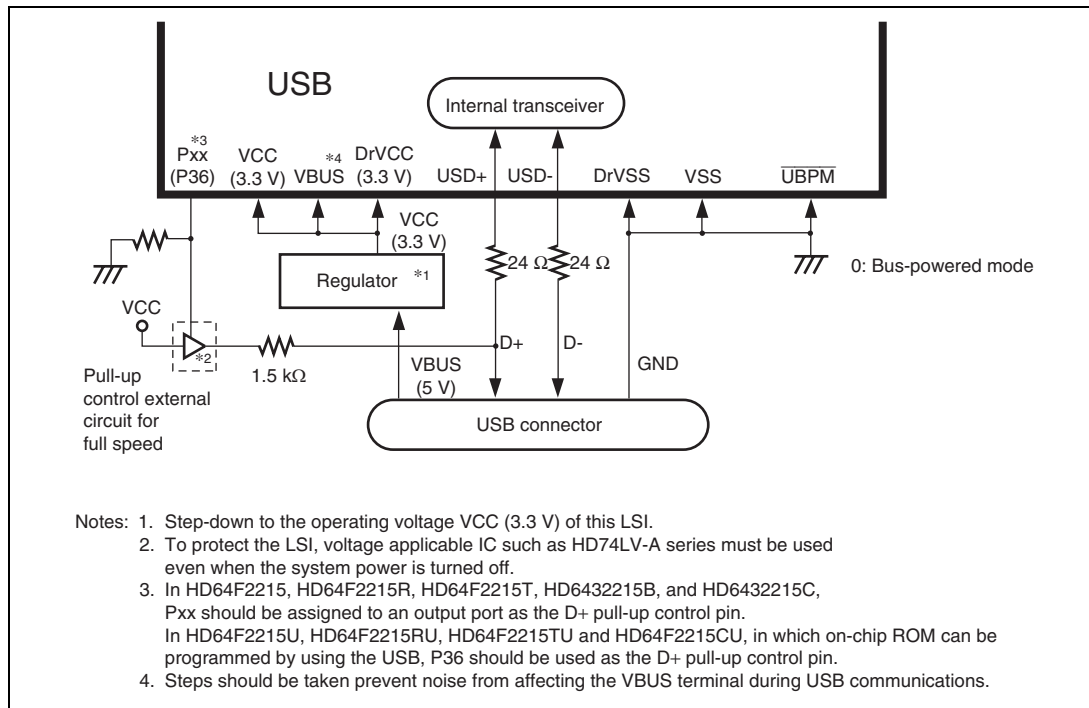 USB
Internal transceiver
*3
Pxx
(P36)
VCC
(3.3 V)
*4
VBUS
DrVCC
(3.3 V)
USD+
USD-
DrVSS
VSS
UBPM
VCC
(3.3 V)
24 Ω
24 Ω
Regulator *1
0: Bus-powered mode
VCC
*2
1.5 kΩ
D+
D-
GND
VBUS
(5 V)
Pull-up
control external
circuit for
full speed
USB connector
Notes: 1. Step-down to the operating voltage VCC (3.3 V) of this LSI.
2. To protect the LSI, voltage applicable IC such as HD74LV-A series must be used
even when the system power is turned off.
3. In HD64F2215, HD64F2215R, HD64F2215T, HD6432215B, and HD6432215C,
Pxx should be assigned to an output port as the D+ pull-up control pin.
In HD64F2215U, HD64F2215RU, HD64F2215TU and HD64F2215CU, in which on-chip ROM can be
programmed by using the USB, P36 should be used as the D+ pull-up control pin.
4. Steps should be taken prevent noise from affecting the VBUS terminal during USB communications.